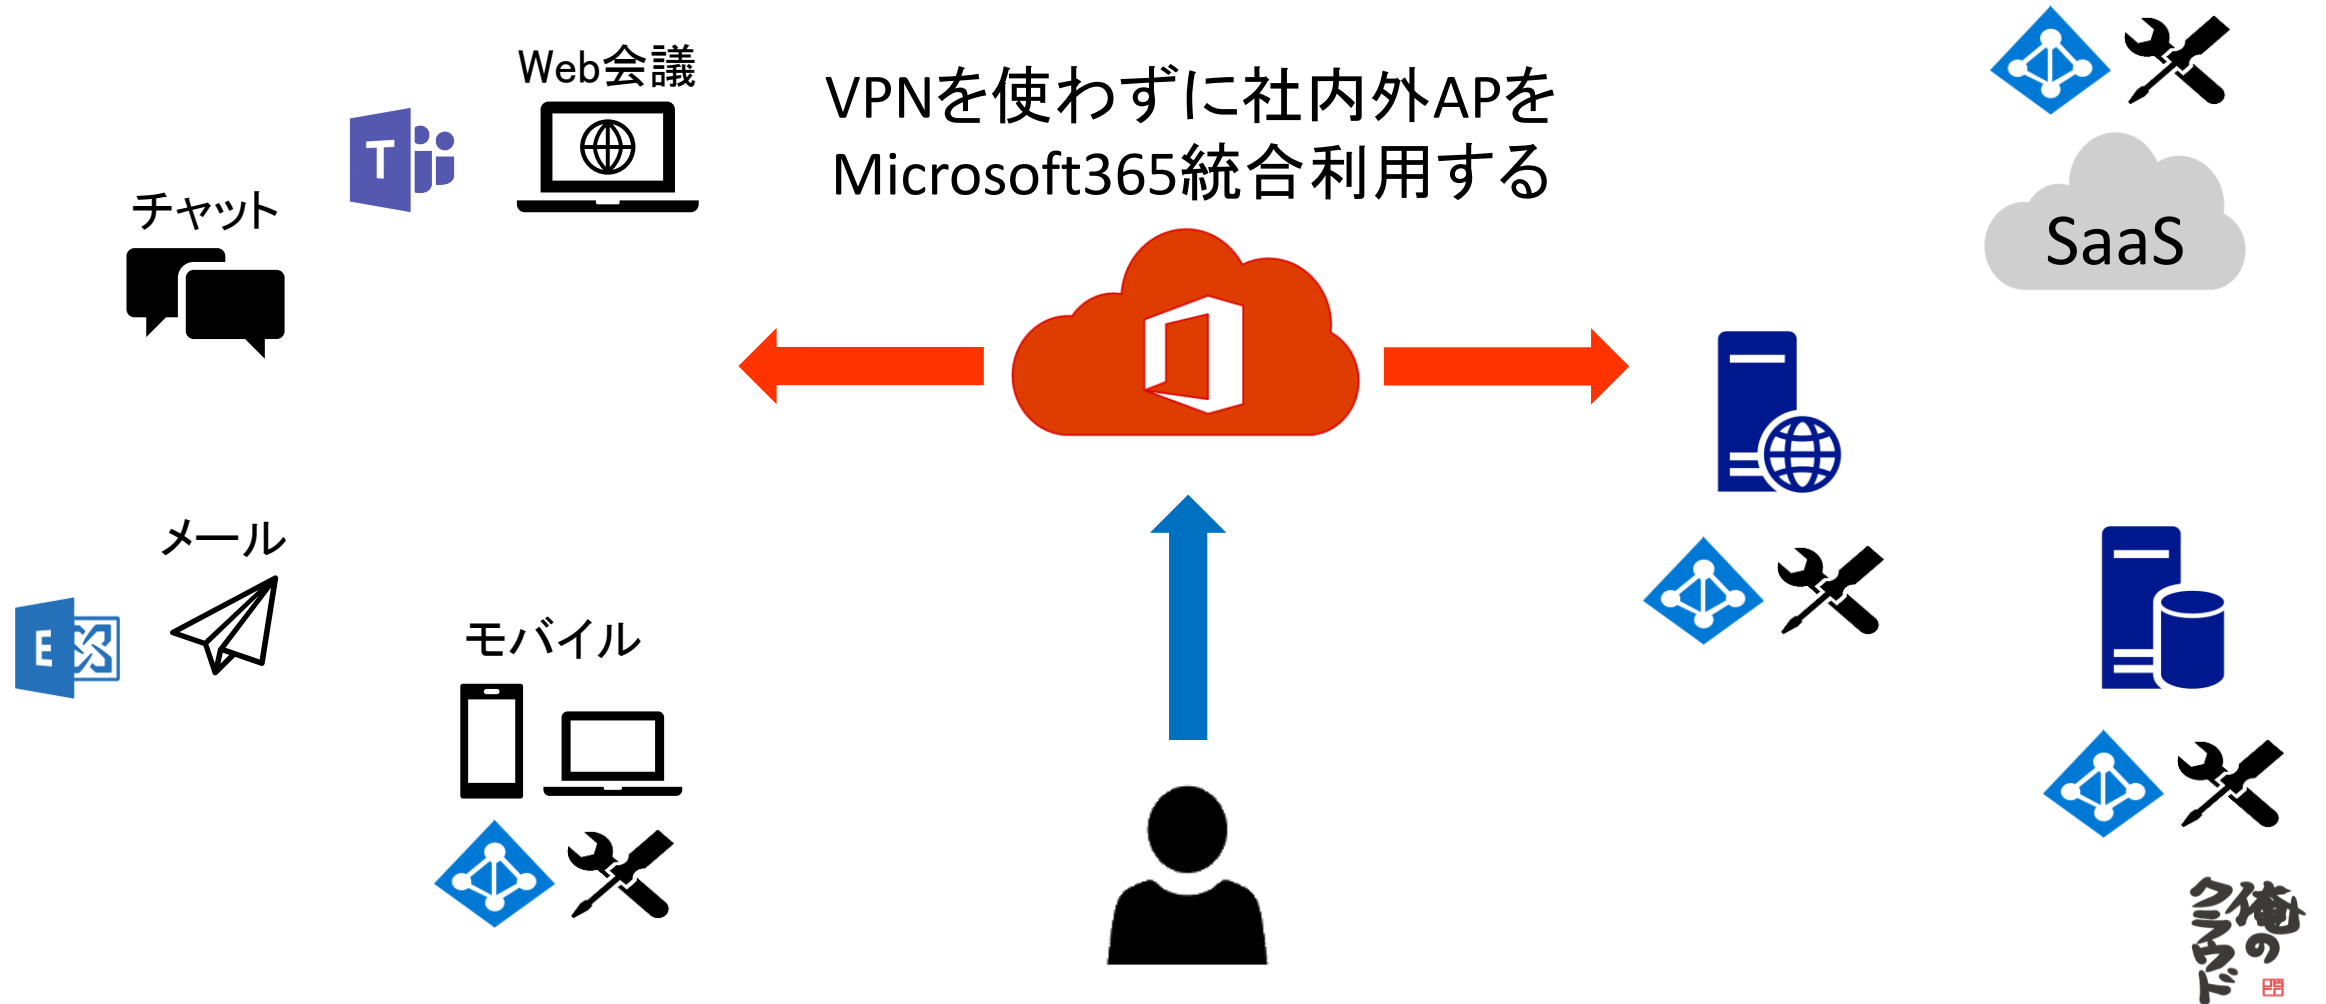 Web会議
VPNを使わずに社内外APを
Microsoft365統合利用する
チャット
T
SaaS
メール
E
モバイル
俺の
クラウド